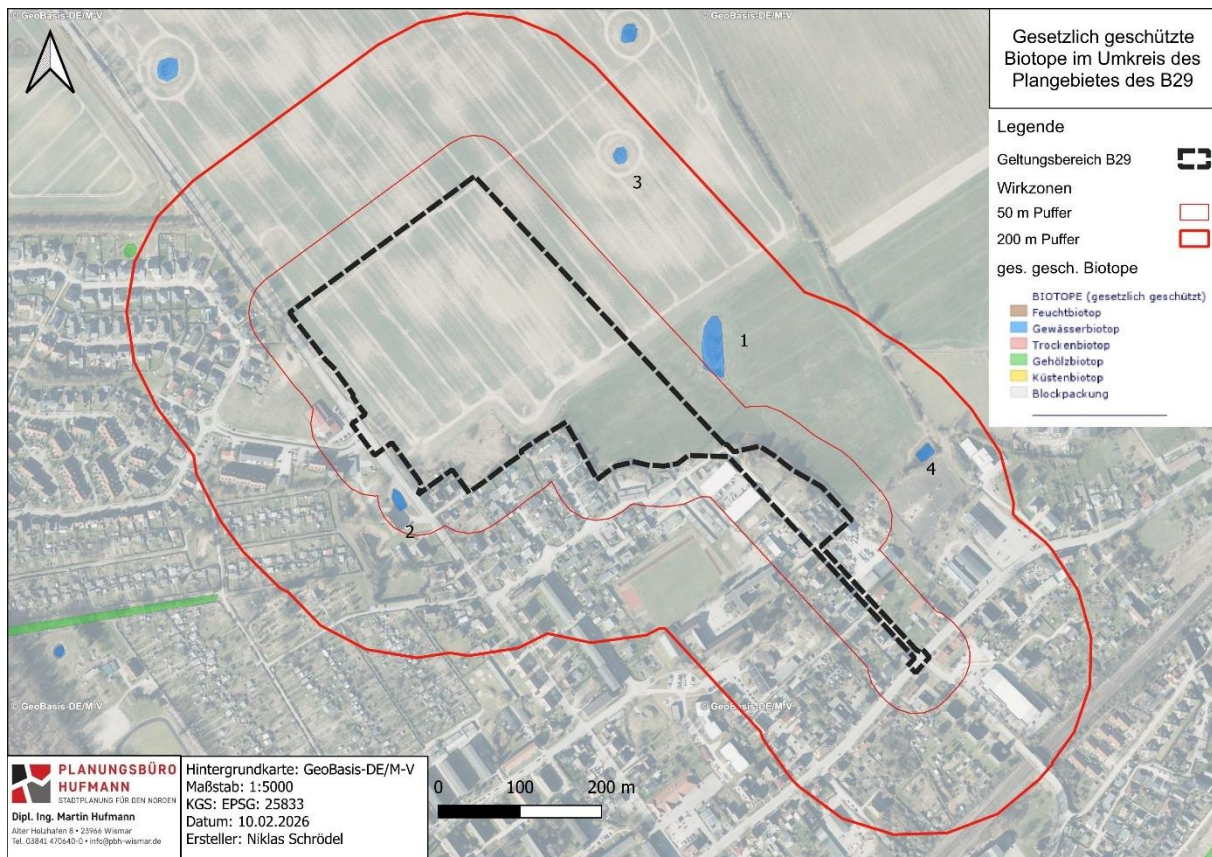 © GeoBasis-DE/M-V
© GeoBasis-DE/M-V
Gesetzlich geschützte
Biotope im Umkreis des
Plangebietes des B29
Legende
Geltungsbereich B29
Wirkzonen
50 m Puffer
200 m Puffer
ges. gesch. Biotope
BIOTOPE (gesetzlich geschützt)
Feuchtbiotop
Gewässerbiotop
Trockenbiotop
Gehölzbiotop
Küstenbiotop
Blockpackung
3
1
4
2
© GeoBasis-DE/M-V
© GeoBasis-DE/M-V
PLANUNGSBÜRO
HUFMANN
STADTPLANUNG FÜR DEN NORDEN
Dipl. Ing. Martin Hufmann
Alter Holzhafen 8 • 23966 Wismar
Tel. 03841 470640-0 • info@pbh-wismar.de
Hintergrundkarte: GeoBasis-DE/M-V
Maßstab: 1:5000
KGS: EPSG: 25833
Datum: 10.02.2026
Ersteller: Niklas Schrödel
0 100 200 m